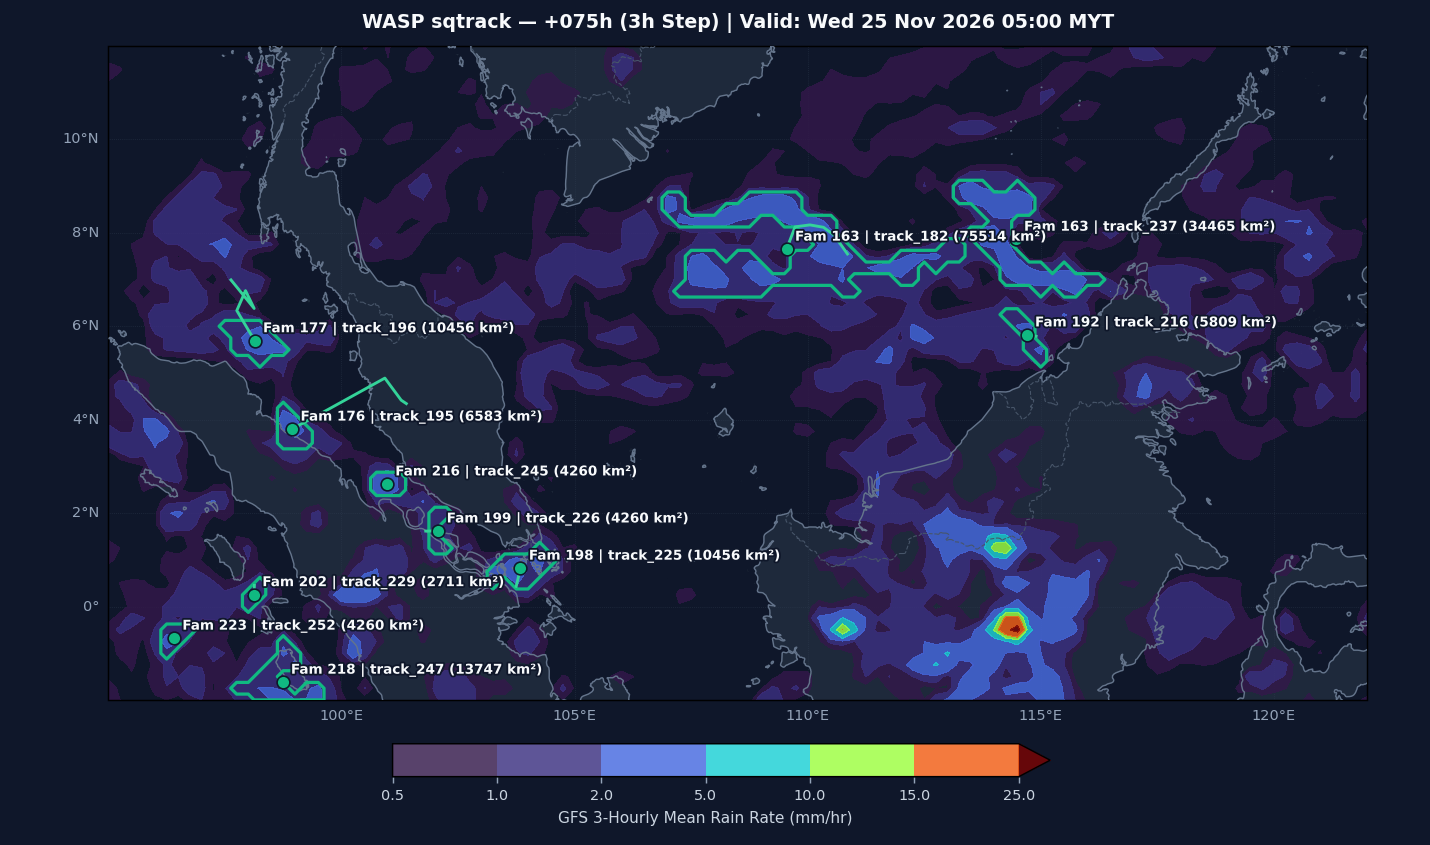 WASP sqtrack — +075h (3h Step) | Valid: Wed 25 Nov 2026 05:00 MYT
10°N
8°N
6°N
4°N
2°N
0°
Fam 163 | track_237 (34465 km²)
Fam 163 | track_182 (75514 km²)
Fam 192 | track_216 (5809 km²)
Fam 177 | track_196 (10456 km²)
Fam 176 | track_195 (6583 km²)
Fam 216 | track_245 (4260 km²)
Fam 199 | track_226 (4260 km²)
Fam 198 | track_225 (10456 km²)
Fam 202 | track_229 (2711 km²)
Fam 223 | track_252 (4260 km²)
Fam 218 | track_247 (13747 km²)
100°E 105°E 110°E 115°E 120°E
0.5 1.0 2.0 5.0 10.0 15.0 25.0
GFS 3-Hourly Mean Rain Rate (mm/hr)